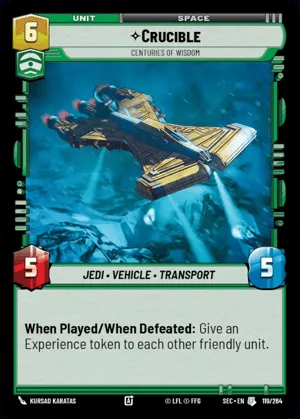 UNIT SPACE
6
✧CRUCIBLE
CENTURIES OF WISDOM
5 5
JEDI • VEHICLE • TRANSPORT
When Played/When Defeated: Give an
Experience token to each other friendly unit.
KURSAD KARATAS © LFL © FFG SEC • EN 119/264